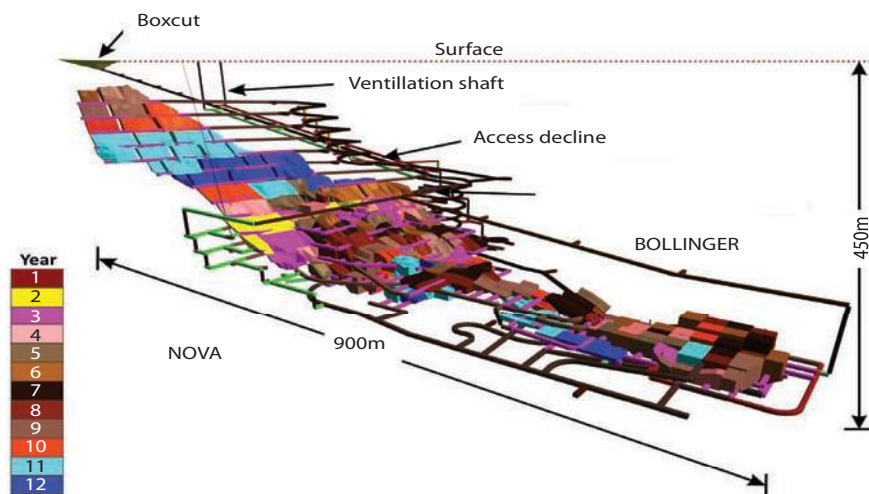 Boxcut
Surface
Ventillation shaft
Access decline
450m
BOLLINGER
900m
NOVA
Year
1
2
3
4
5
6
7
8
9
10
11
12